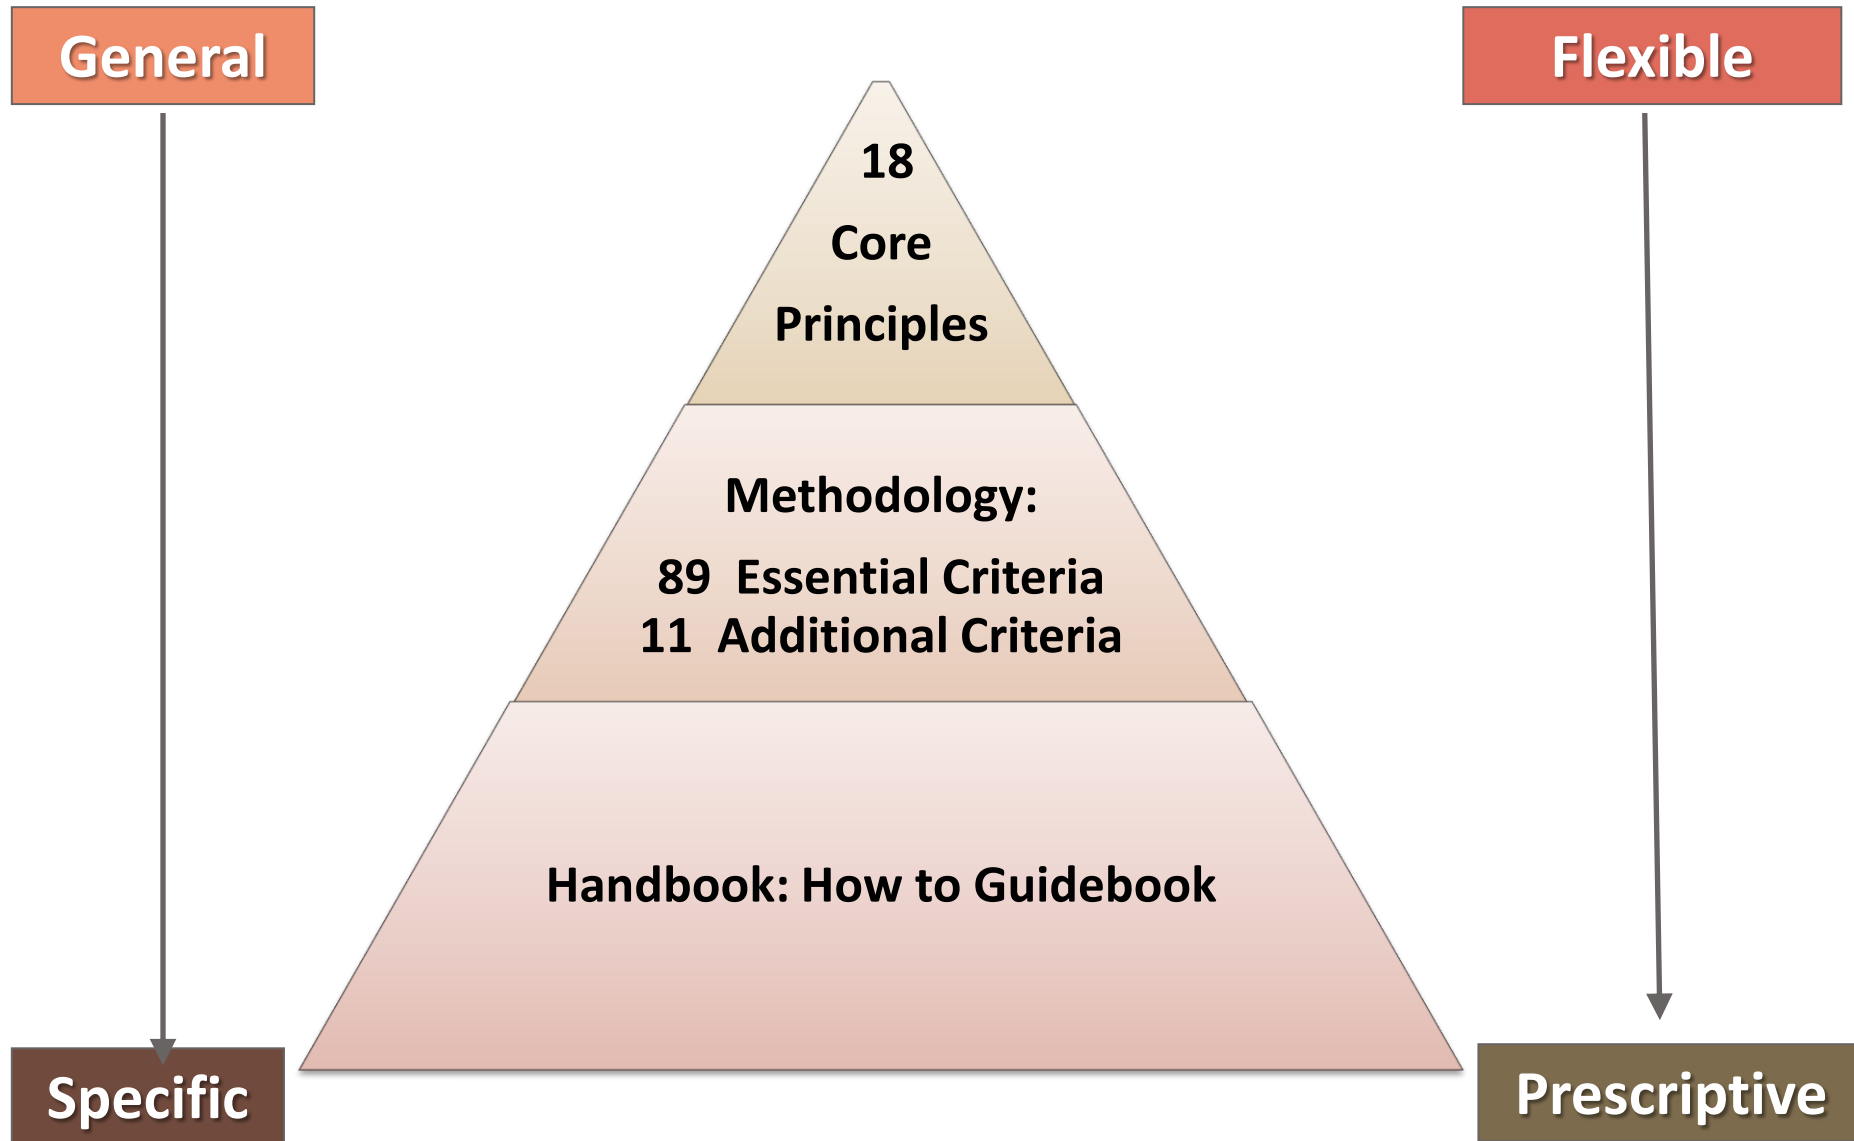 General
Flexible
18
Core
Principles
Methodology:
89 Essential Criteria
11 Additional Criteria
Handbook: How to Guidebook
Specific
Prescriptive